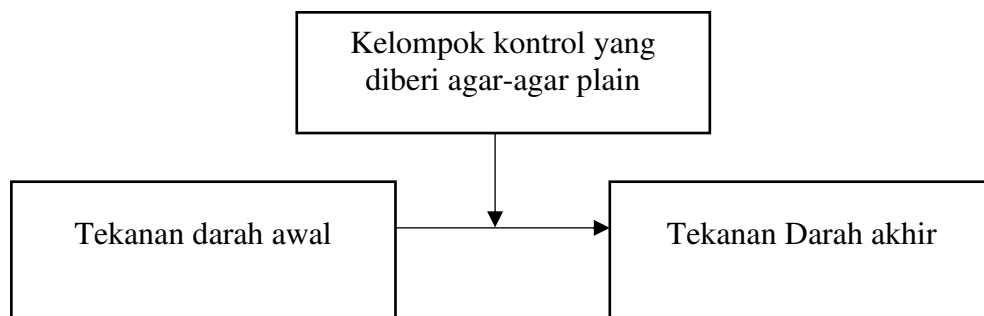 Kelompok kontrol yang
diberi agar-agar plain
Tekanan darah awal
Tekanan Darah akhir